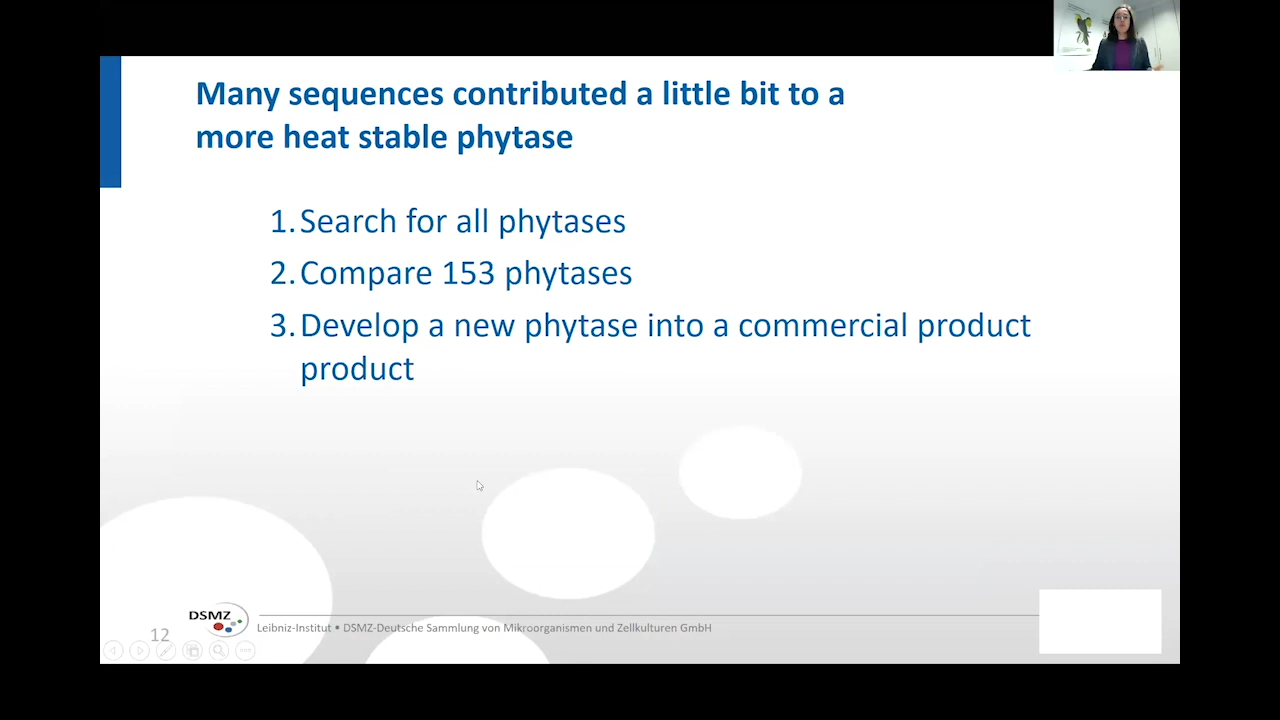 Many sequences contributed a little bit to a
more heat stable phytase
1. Search for all phytases
2. Compare 153 phytases
3. Develop a new phytase into a commercial product
product
DSMZ
Leibniz-Institut • DSMZ-Deutsche Sammlung von Mikroorganismen und Zellkulturen GmbH
12